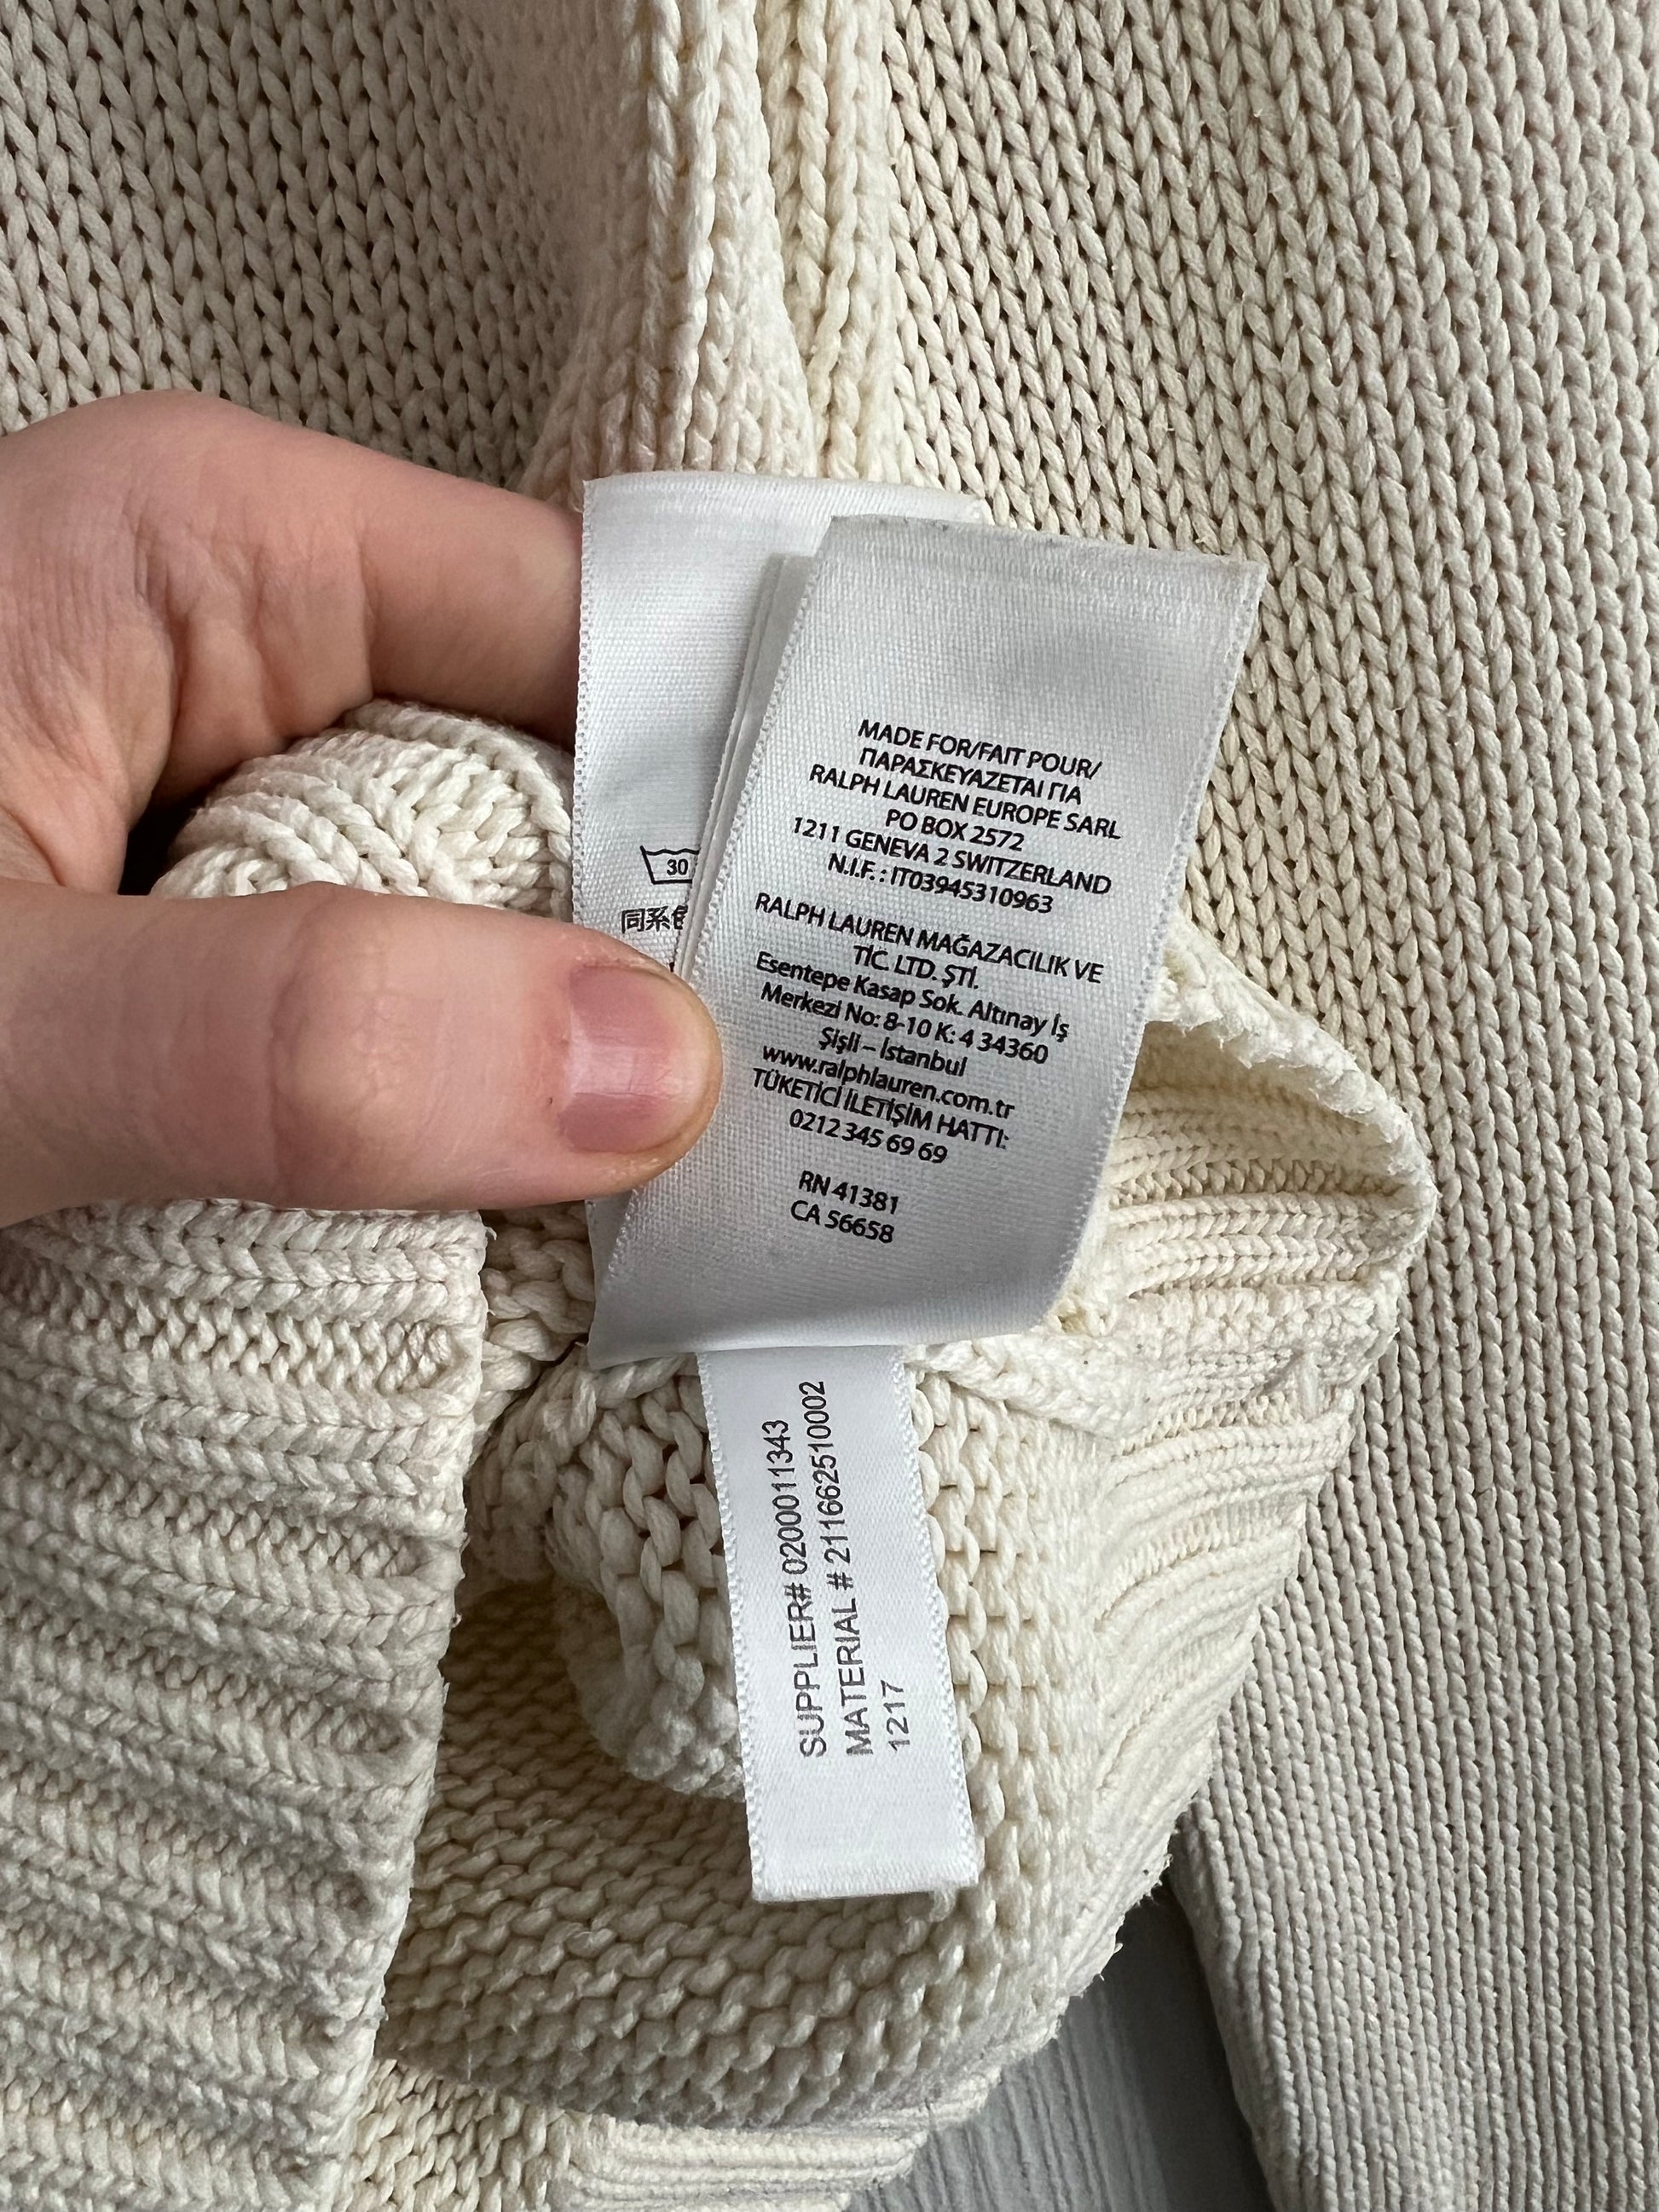 MADE FOR/FAIT POUR/
ΠΑΡΑΣΚΕΥΑΖΕΤΑΙ ΓΙΑ
RALPH LAUREN EUROPE SARL
PO BOX 2572
1211 GENEVA 2 SWITZERLAND
N.I.F. : IT03945310963
RALPH LAUREN MAĞAZACILIK VE
TİC. LTD. ŞTİ.
Esentepe Kasap Sok. Altınay İş
Merkezi No: 8-10 K: 4 34360
Şişli – İstanbul
www.ralphlauren.com.tr
TÜKETİCİ İLETİŞİM HATTI:
0212 345 69 69
RN 41381
CA 56658
30
同系色
SUPPLIER# 0200011343
MATERIAL # 211662510002
1217